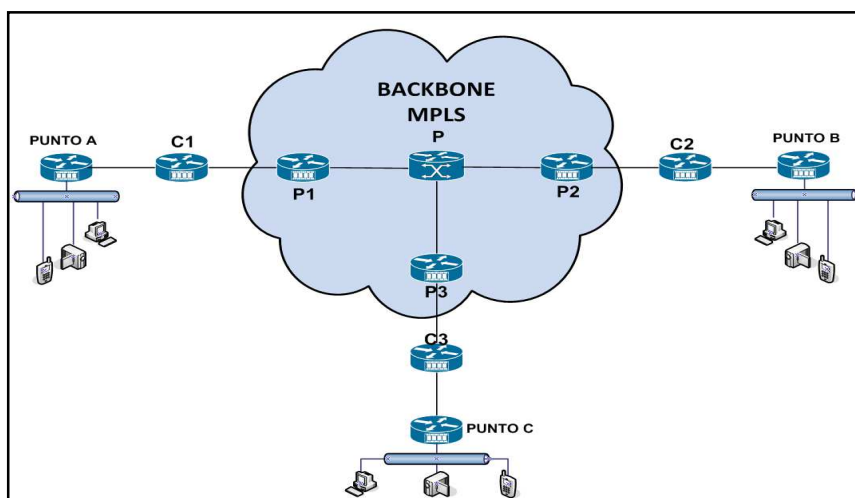 BACKBONE
MPLS
P
PUNTO A
C1
P1
P2
C2
PUNTO B
P3
C3
PUNTO C